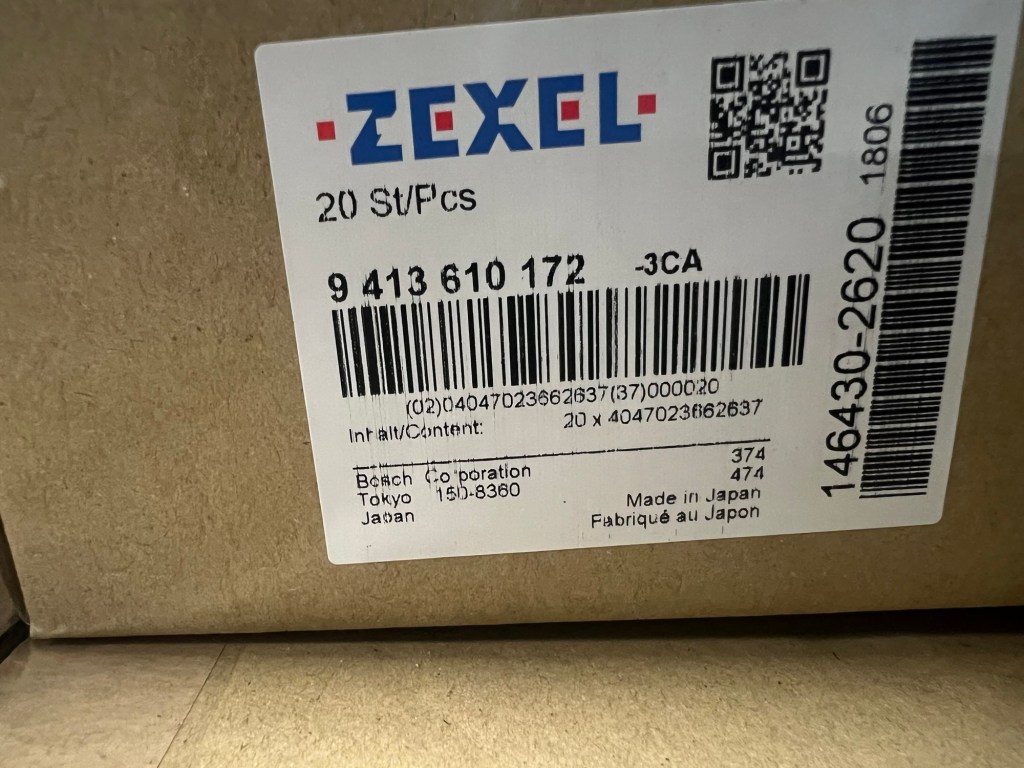 ZEXEL
20 St/Pcs
9 413 610 172 -3CA
(02)04047023662637(37)000020
Inhalt/Content: 20 x 4047023662637
374
474
Bosch Corporation
Tokyo 150-8360
Japan
Made in Japan
Fabriqué au Japon
146430-2620 1806